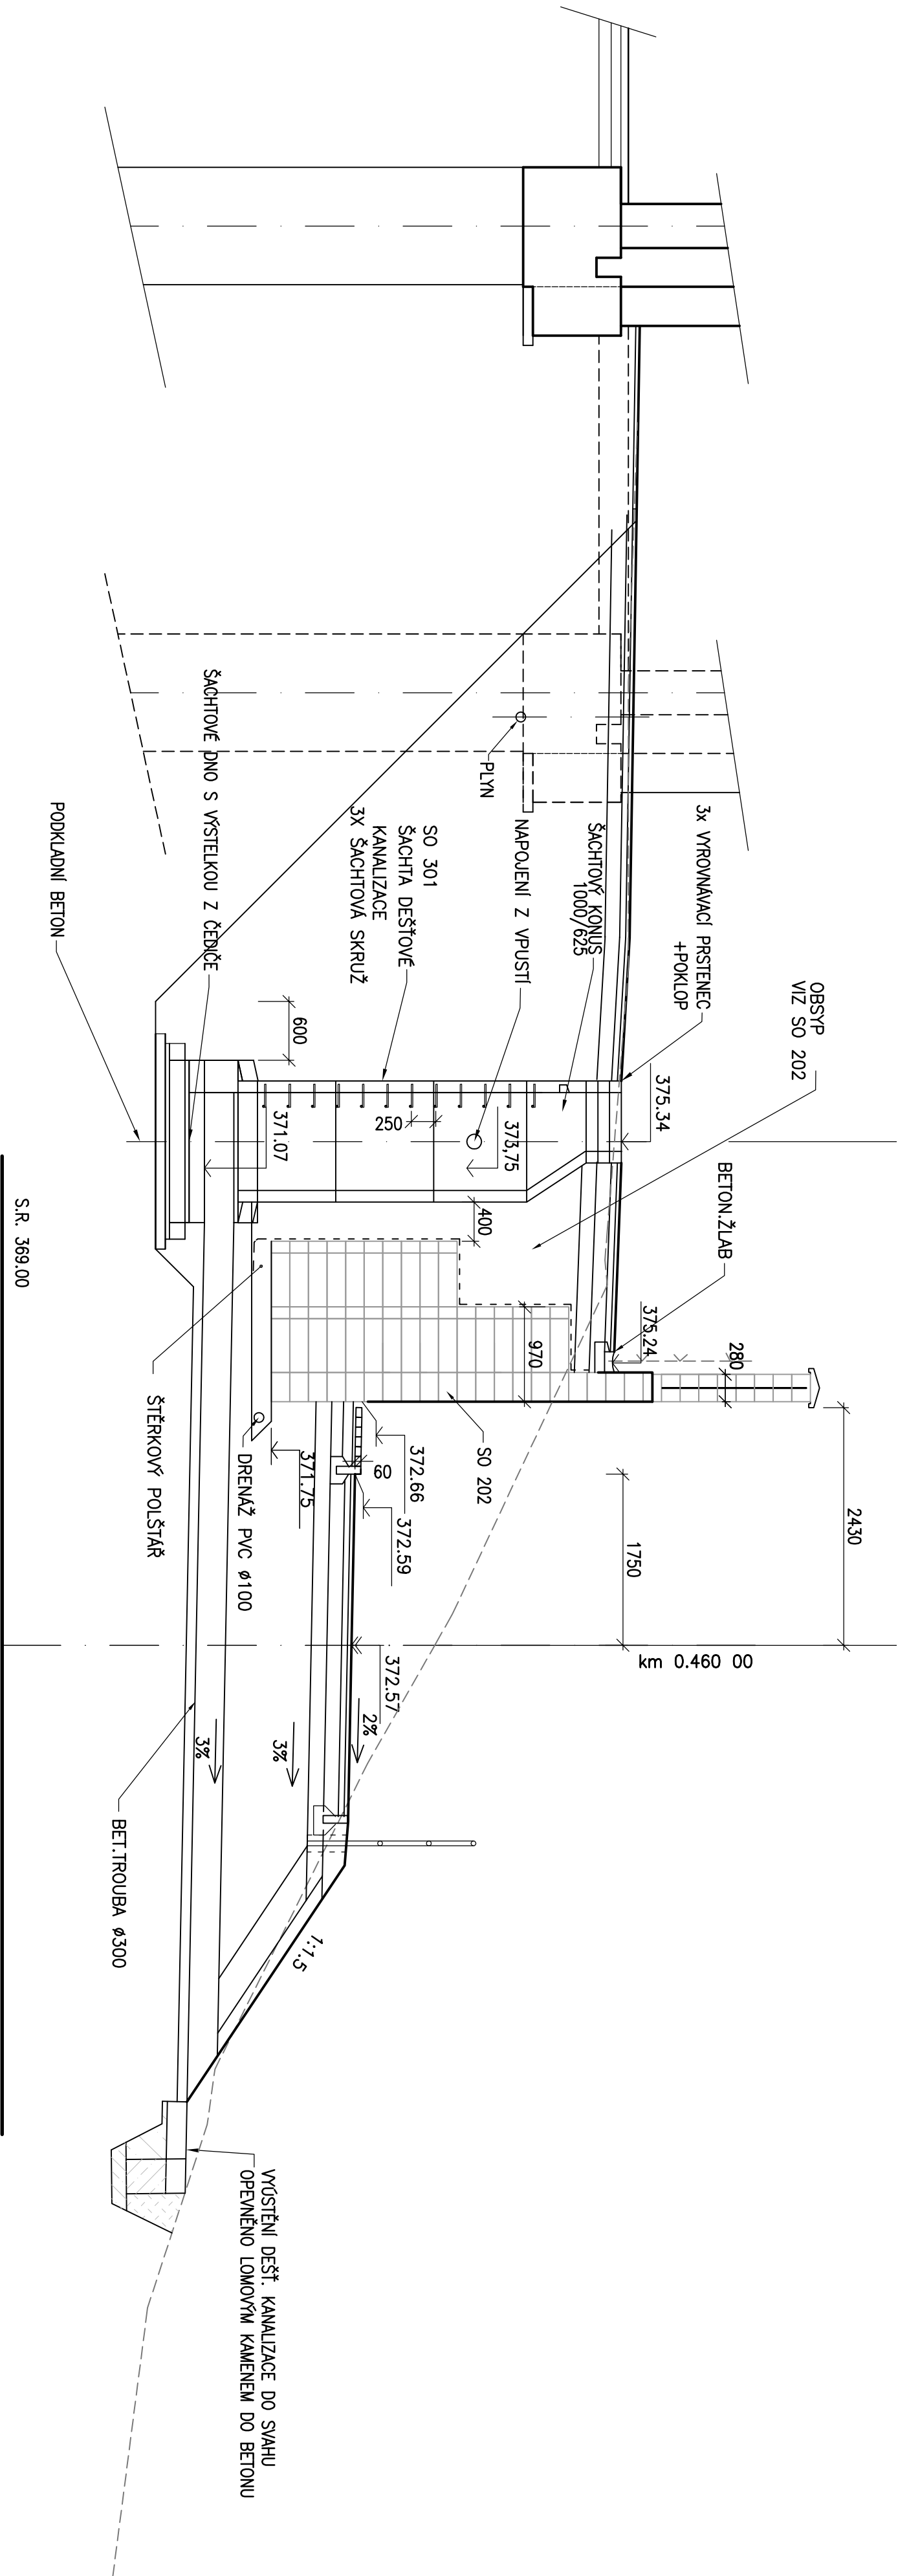 PODKLADNÍ BETON
ŠACHTOVÉ DNO S VÝSTELKOU Z ČEDIČE
SO 301
ŠACHTA DEŠŤOVÉ
KANALIZACE
3X ŠACHTOVÁ SKRUŽ
PLYN
NAPOJENÍ Z VPUSTÍ
ŠACHTOVÝ KONUS
1000/625
3x VYROVNÁVACÍ PRSTENEC
+POKLOP
OBSYP
VIZ SO 202
BETON.ŽLAB
375.34
375.24
373,75
371.07
600
250
400
970
280
2430
1750
60
SO 202
372.66
372.59
372.57
371.75
km 0.460 00
2%
3%
3%
1:1.5
ŠTĚRKOVÝ POLŠTÁŘ
DRENÁŽ PVC ø100
BET.TROUBA ø300
VYÚSTĚNÍ DEŠŤ. KANALIZACE DO SVAHU
OPEVNĚNO LOMOVÝM KAMENEM DO BETONU
S.R. 369.00